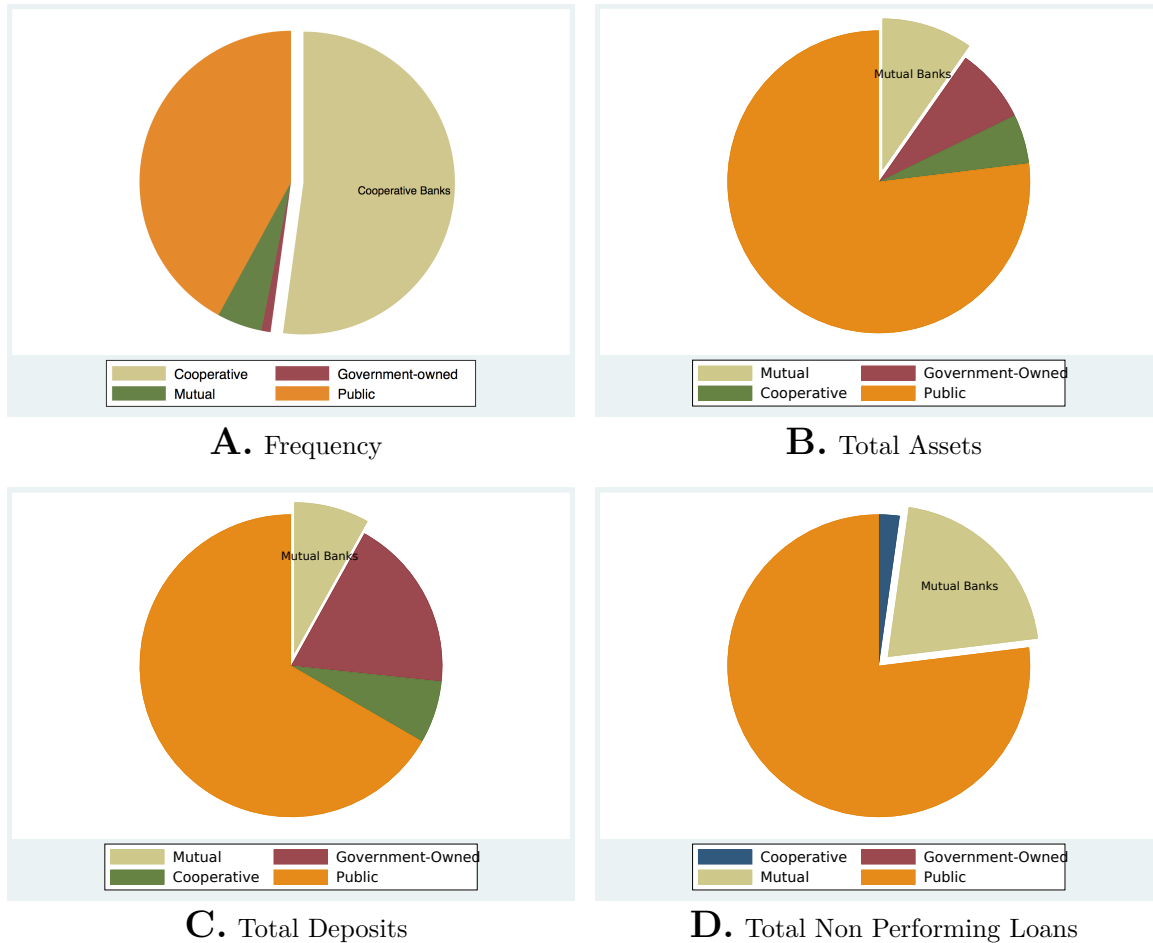 Cooperative Banks
Cooperative Government-owned
Mutual Public
A. Frequency
Mutual Banks
Mutual Government-Owned
Cooperative Public
B. Total Assets
Mutual Banks
Mutual Government-Owned
Cooperative Public
C. Total Deposits
Mutual Banks
Cooperative Government-Owned
Mutual Public
D. Total Non Performing Loans